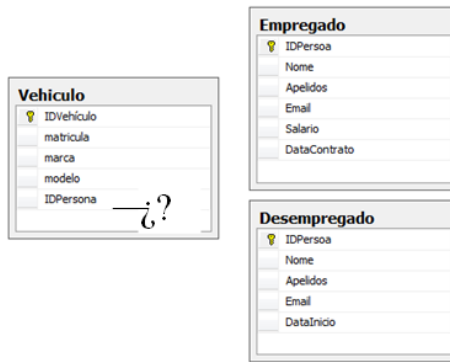 Vehiculo
IDVehículo
matricula
marca
modelo
IDPersona
¿?
Empregado
IDPersoa
Nome
Apelidos
Email
Salario
DataContrato
Desempregado
IDPersoa
Nome
Apelidos
Email
DataInicio